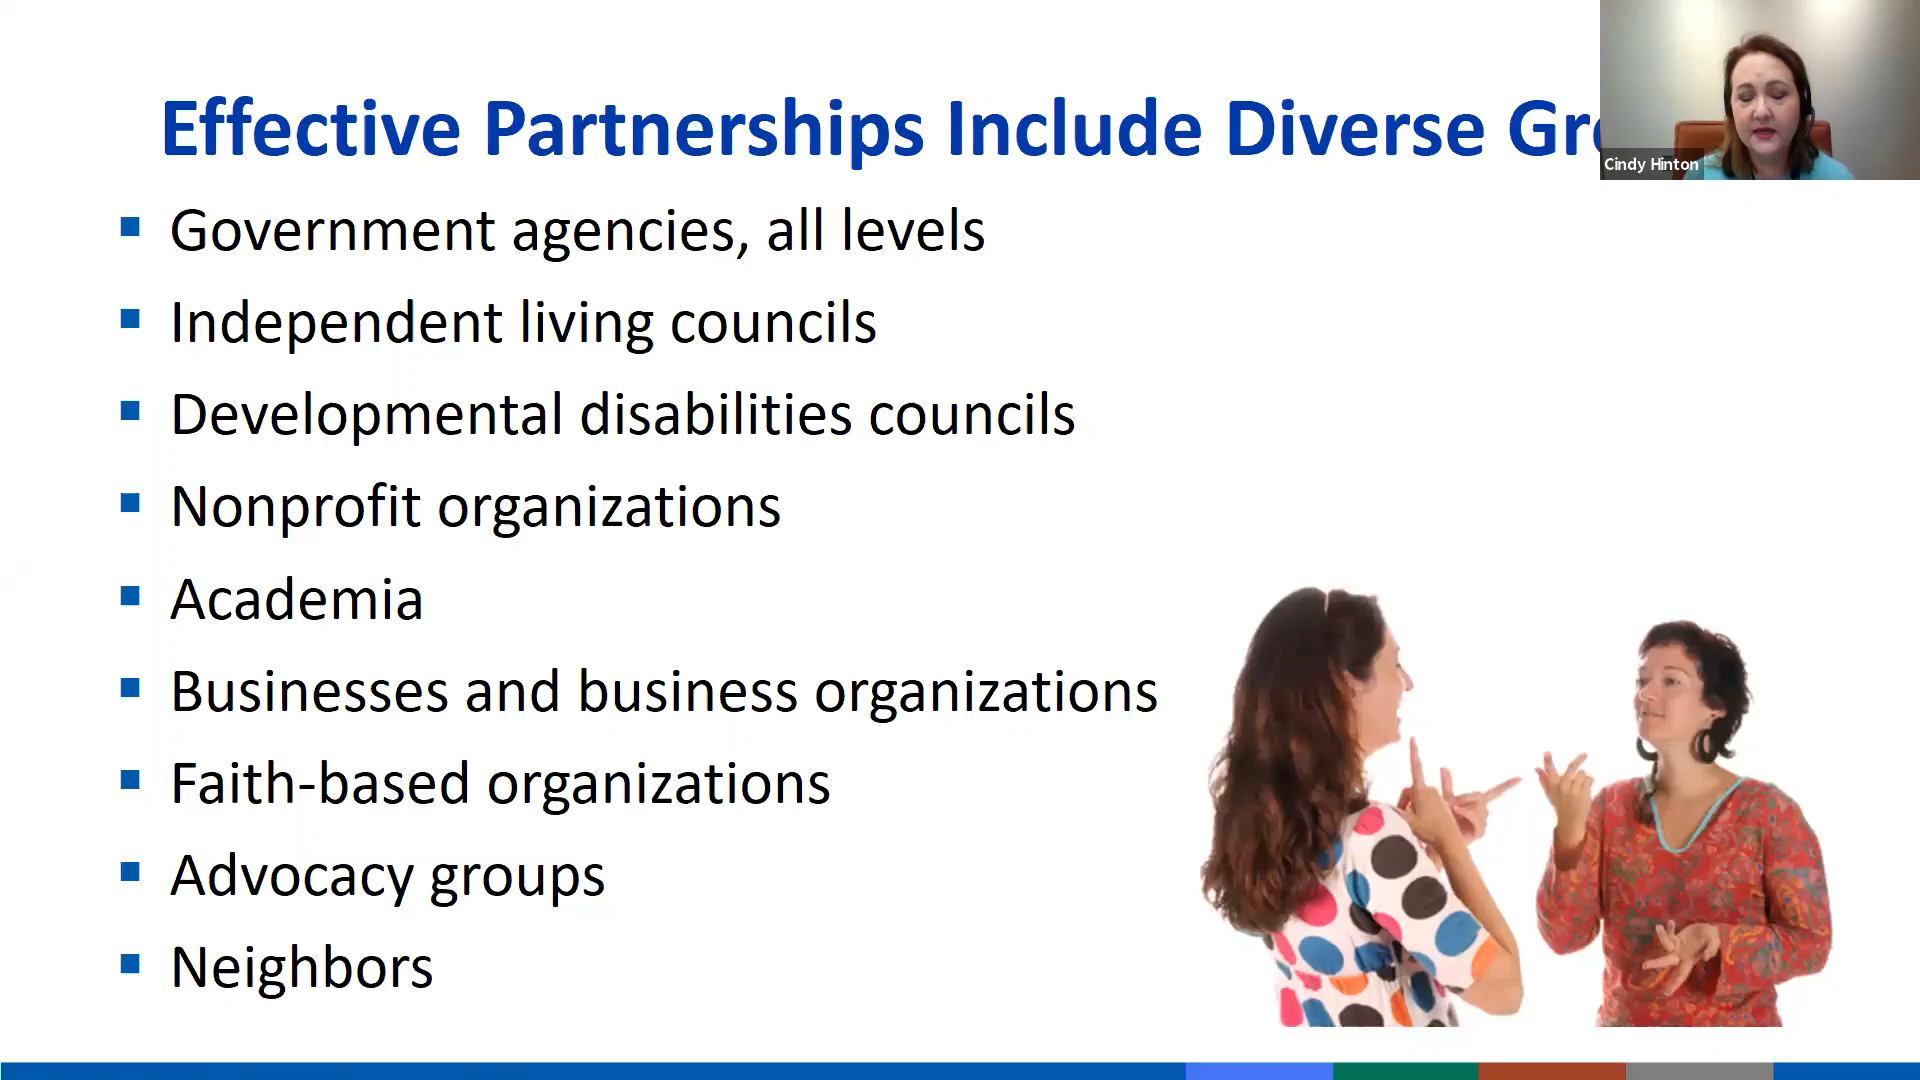 Effective Partnerships Include Diverse
Cindy Hinton
Government agencies, all levels
Independent living councils
Developmental disabilities councils
Nonprofit organizations
Academia
Businesses and business organizations
Faith-based organizations
Advocacy groups
Neighbors